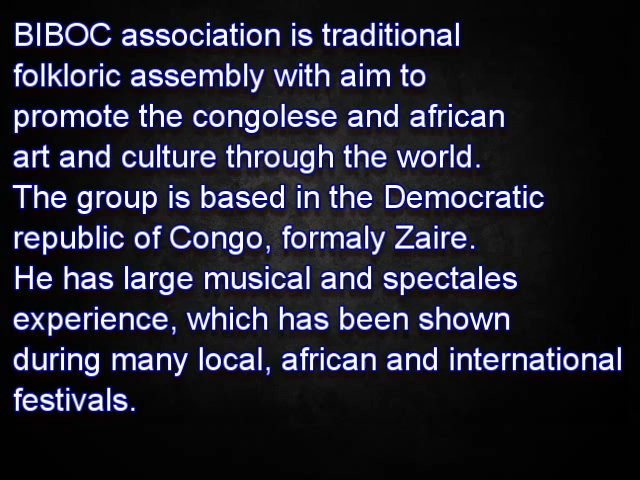 BIBOC association is traditional
folkloric assembly with aim to
promote the congolese and african
art and culture through the world.
The group is based in the Democratic
republic of Congo, formaly Zaire.
He has large musical and spectales
experience, which has been shown
during many local, african and international
festivals.